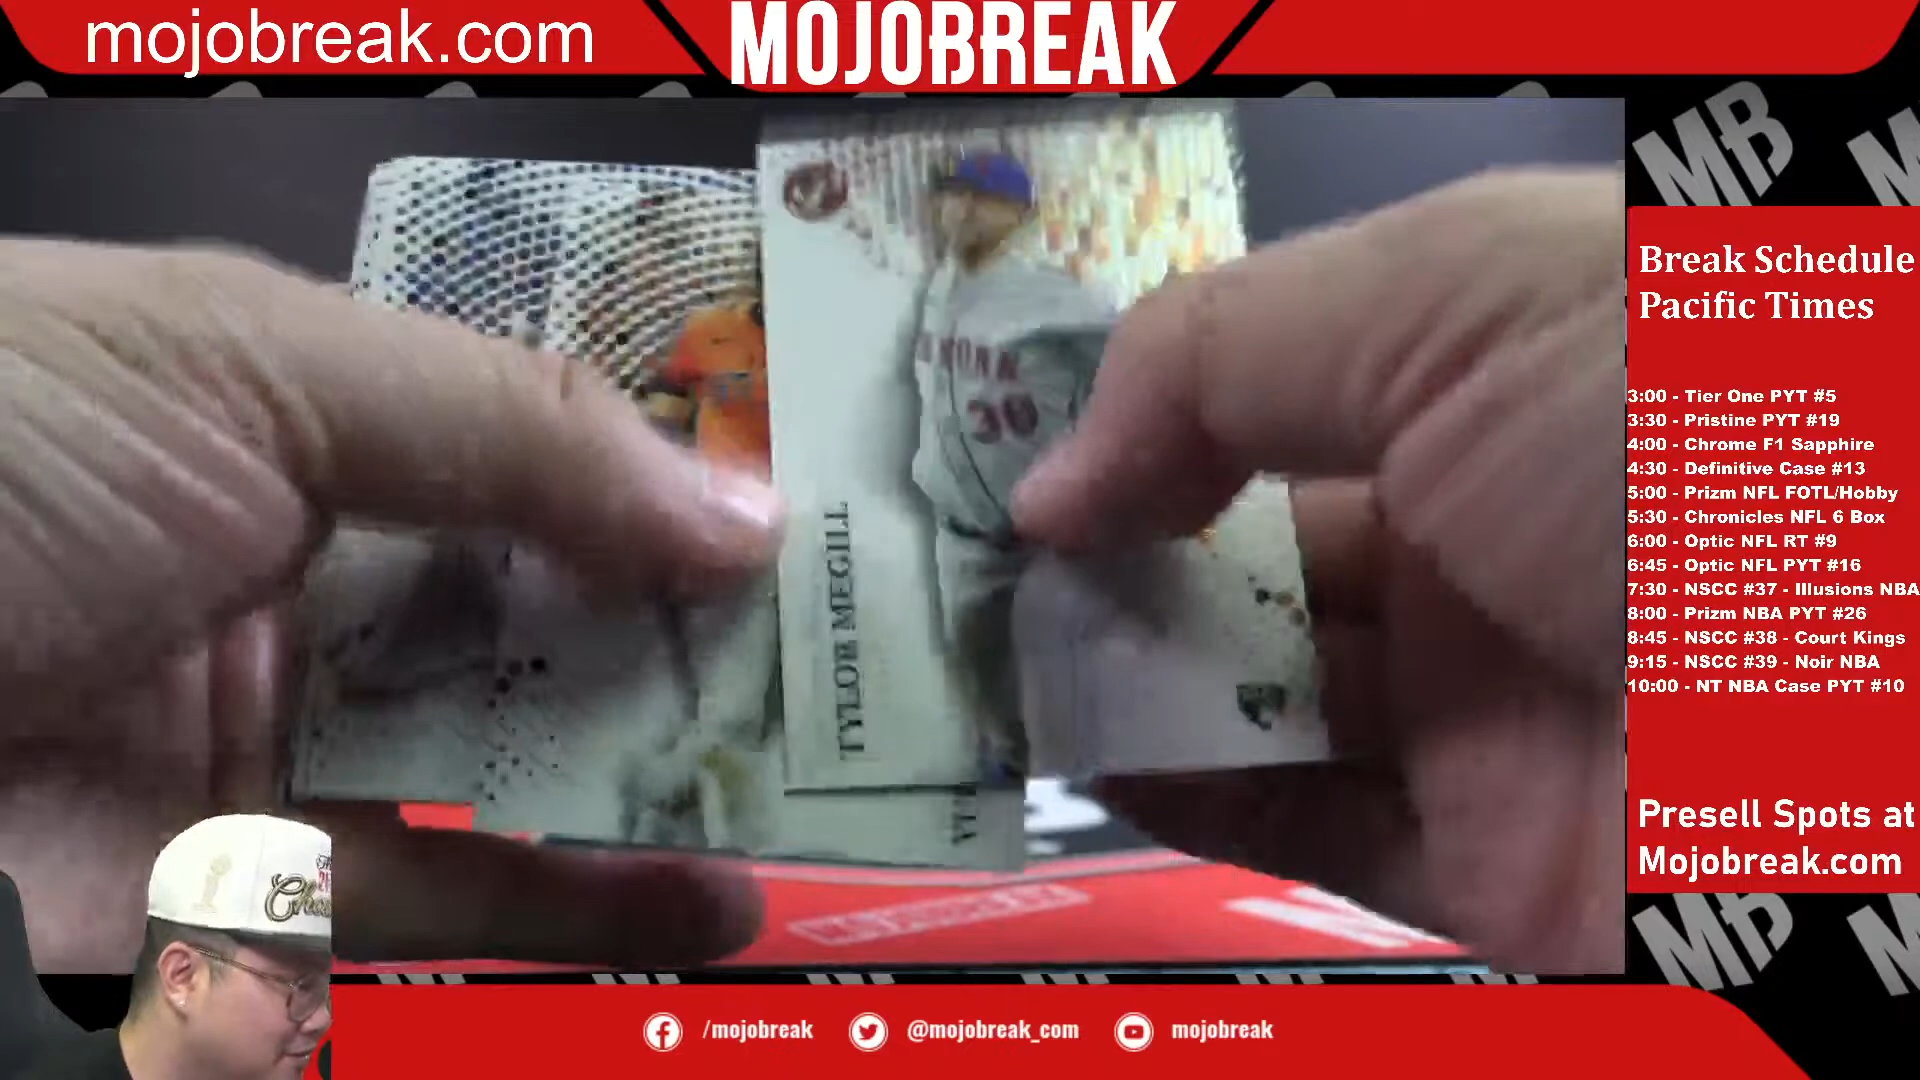 mojobreak.com
MOJOBREAK
MB
Break Schedule
Pacific Times
3:00 - Tier One PYT #5
3:30 - Pristine PYT #19
4:00 - Chrome F1 Sapphire
4:30 - Definitive Case #13
5:00 - Prizm NFL FOTL/Hobby
5:30 - Chronicles NFL 6 Box
6:00 - Optic NFL RT #9
6:45 - Optic NFL PYT #16
7:30 - NSCC #37 - Illusions NBA
8:00 - Prizm NBA PYT #26
8:45 - NSCC #38 - Court Kings
9:15 - NSCC #39 - Noir NBA
10:00 - NT NBA Case PYT #10
Presell Spots at
Mojobreak.com
MB
30
TYLOR MEGILL
/mojobreak
@mojobreak_com
mojobreak